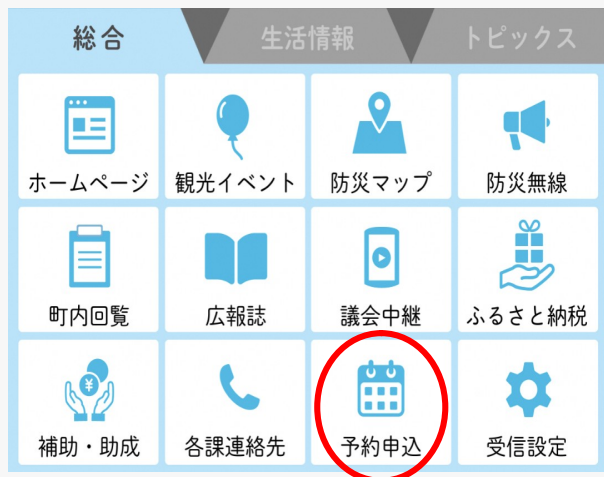 総合 生活情報 トピックス
ホームページ 観光イベント 防災マップ 防災無線
町内回覧 広報誌 議会中継 ふるさと納税
¥
補助・助成 各課連絡先 予約申込 受信設定